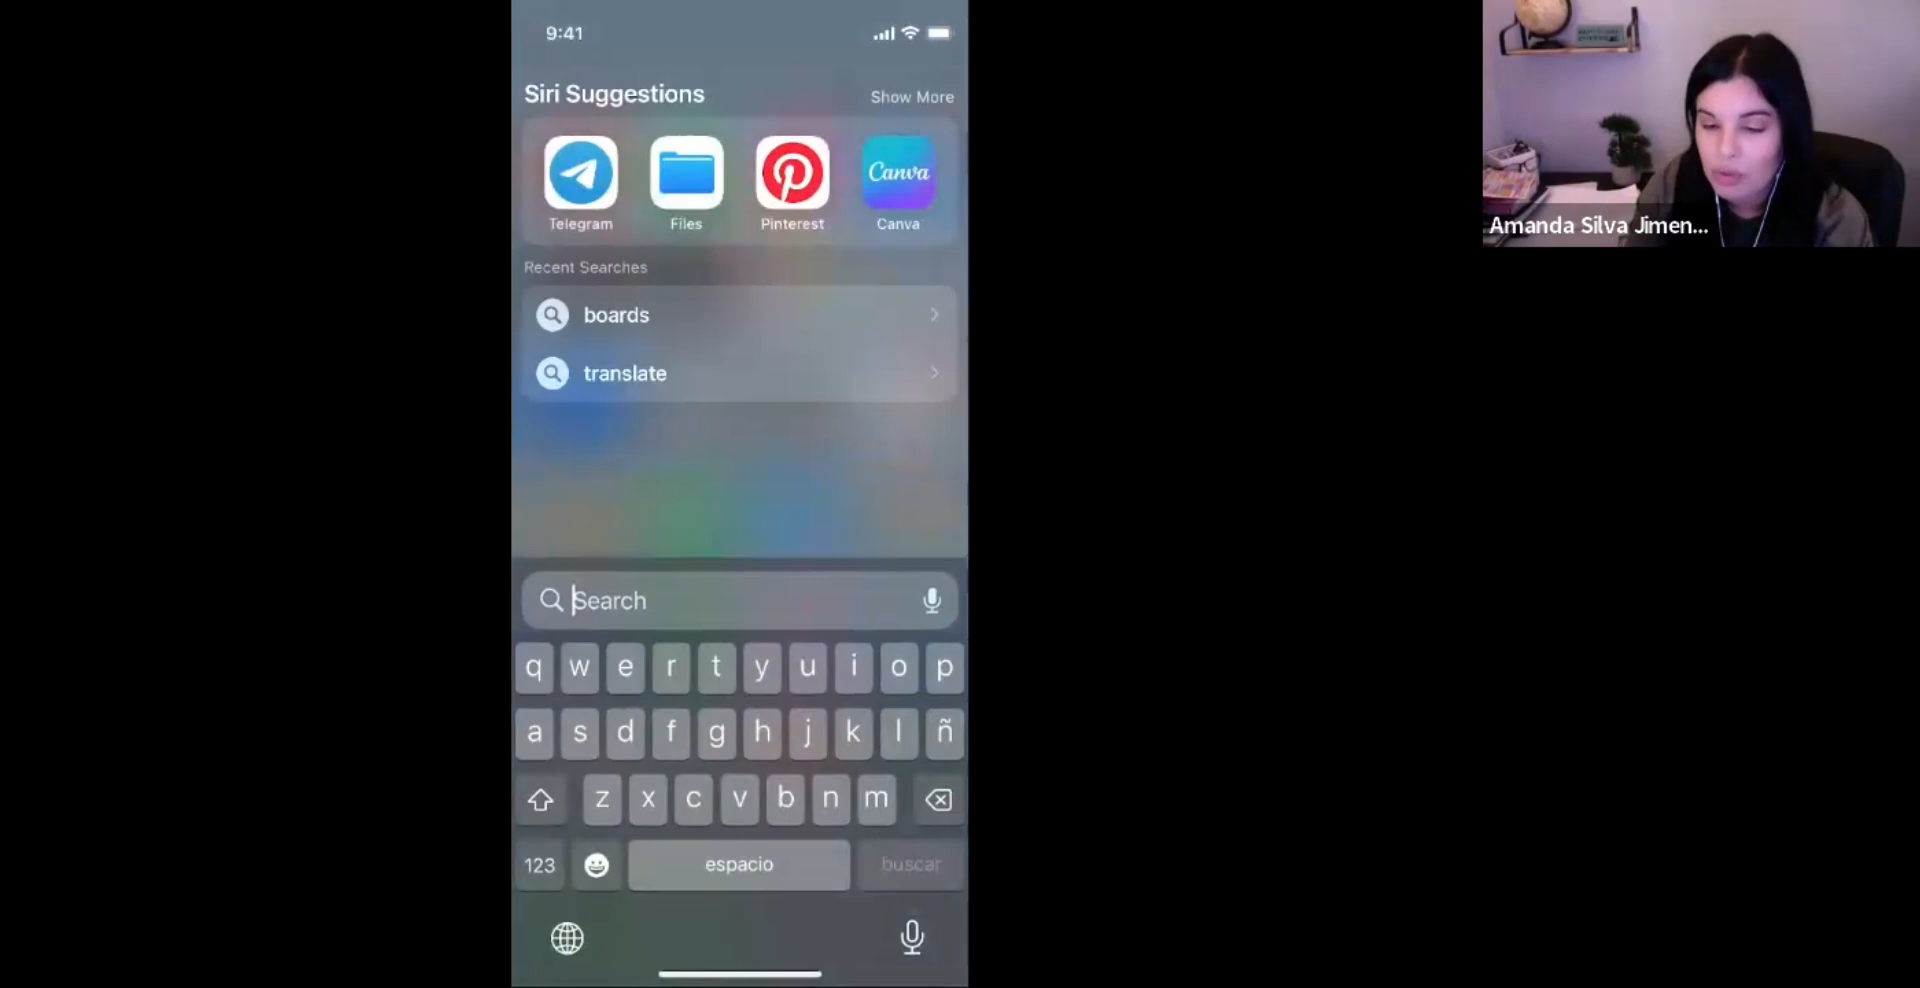 9:41
Siri Suggestions
Show More
Canva
Telegram
Files
Pinterest
Canva
Recent Searches
boards
translate
Search
q w e r t y u i o p
a s d f g h j k l ñ
z x c v b n m
123
espacio
buscar
Amanda Silva Jimen...